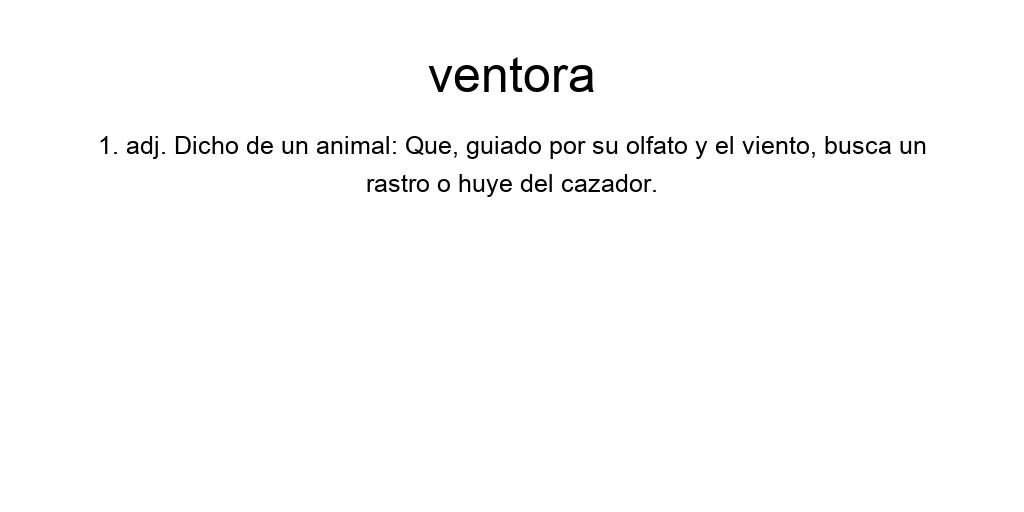 ventora
1. adj. Dicho de un animal: Que, guiado por su olfato y el viento, busca un
rastro o huye del cazador.